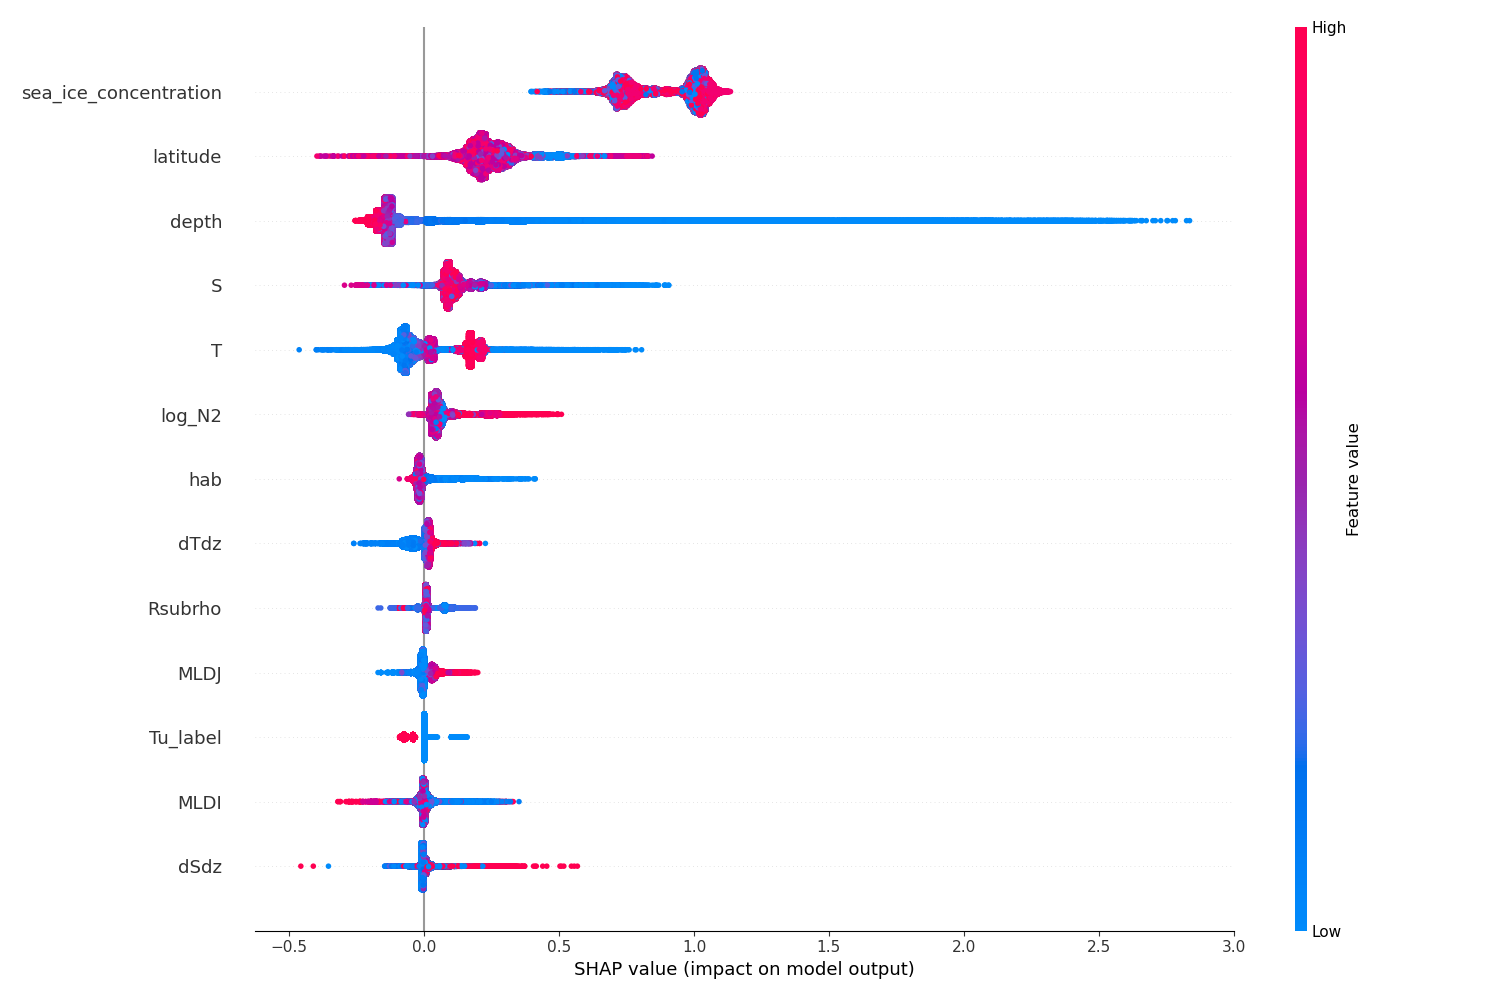 High
sea_ice_concentration
latitude
depth
S
T
log_N2
hab
dTdz
Rsubrho
MLDJ
Tu_label
MLDI
dSdz
Feature value
Low
−0.5 0.0 0.5 1.0 1.5 2.0 2.5 3.0
SHAP value (impact on model output)